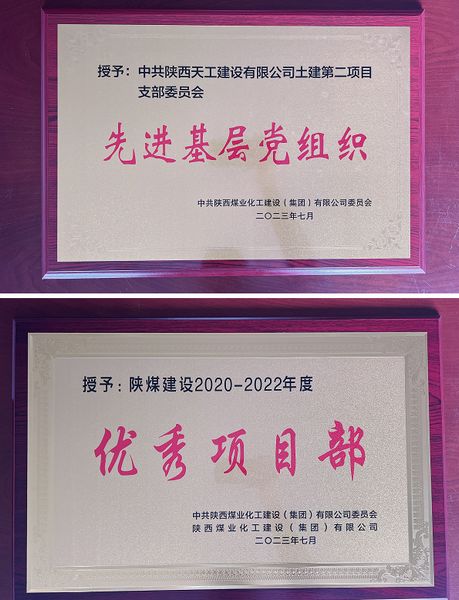 授予：中共陕西天工建设有限公司土建第二项目
支部委员会
先进基层党组织
中共陕西煤业化工建设（集团）有限公司委员会
二〇二三年七月
授予：陕煤建设2020-2022年度
优秀项目部
中共陕西煤业化工建设（集团）有限公司委员会
陕西煤业化工建设（集团）有限公司
二〇二三年七月